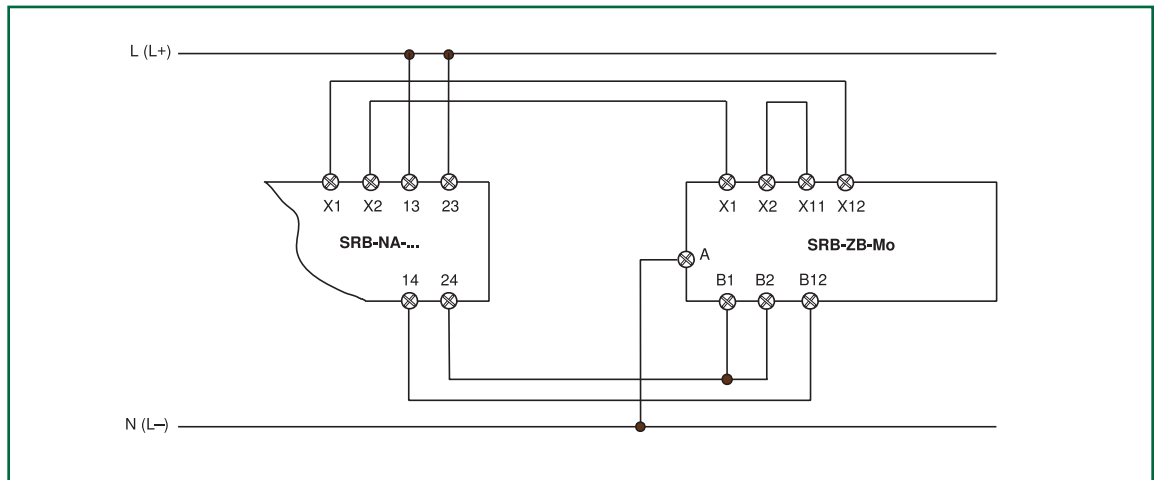 L (L+)
X1 X2 13 23
X1 X2 X11 X12
SRB-NA-...
SRB-ZB-Mo
A
14 24
B1 B2 B12
N (L–)